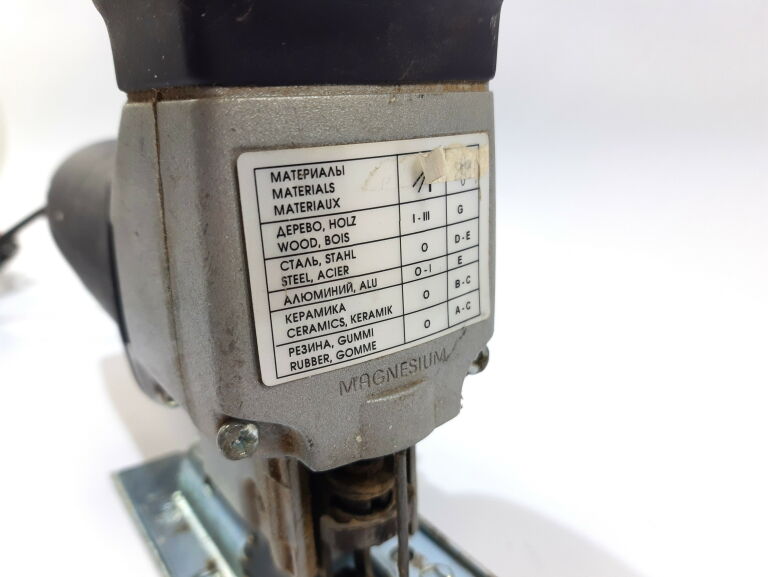 МАТЕРИАЛЫ
MATERIALS
MATERIAUX
ДЕРЕВО, HOLZ
WOOD, BOIS
I - III
G
СТАЛЬ, STAHL
STEEL, ACIER
O
D - E
АЛЮМИНИЙ, ALU
O - I
E
КЕРАМИКА
CERAMICS, KERAMIK
O
B - C
РЕЗИНА, GUMMI
RUBBER, GOMME
O
A - C
MAGNESIUM